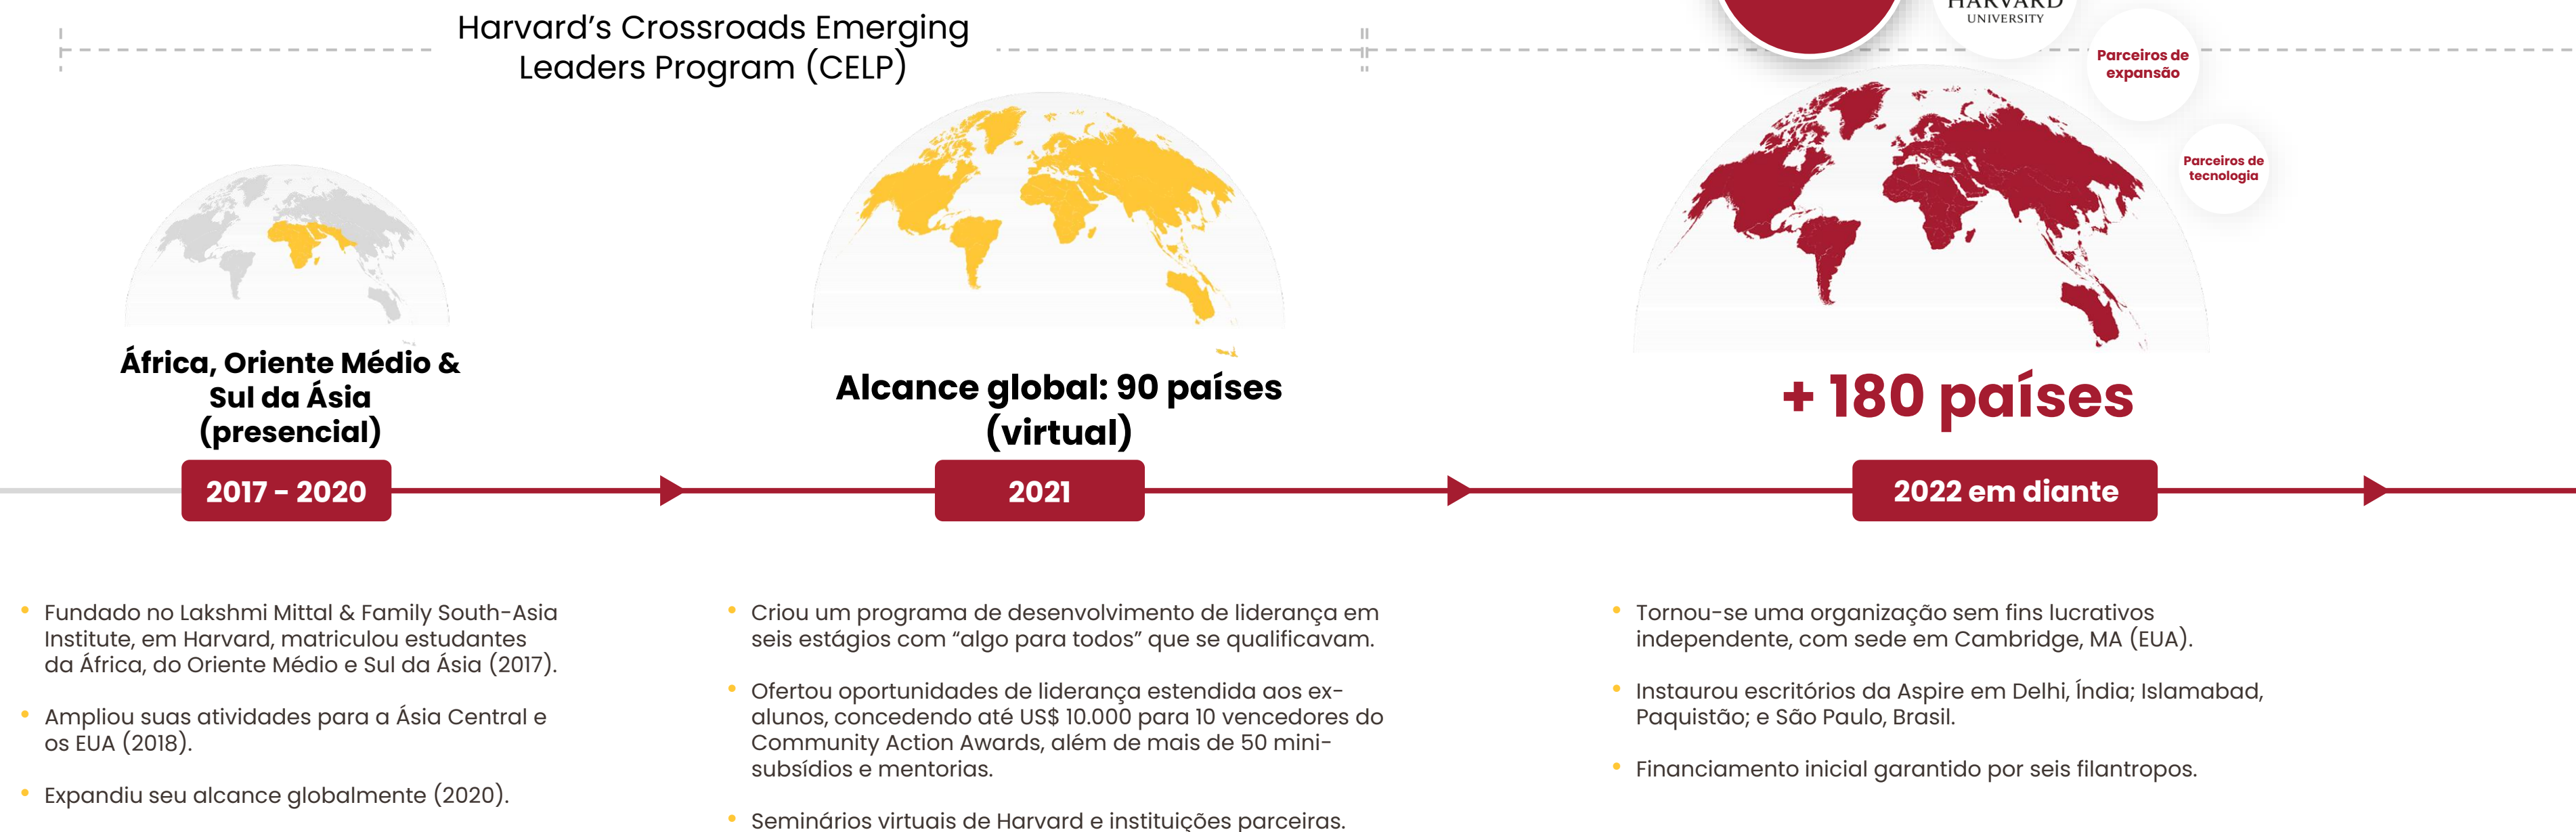 Harvard’s Crossroads Emerging
Leaders Program (CELP)
HARVARD
UNIVERSITY
Parceiros de
expansão
Parceiros de
tecnologia
África, Oriente Médio &
Sul da Ásia
(presencial)
Alcance global: 90 países
(virtual)
+ 180 países
2017 - 2020
2021
2022 em diante
• Fundado no Lakshmi Mittal & Family South-Asia
Institute, em Harvard, matriculou estudantes
da África, do Oriente Médio e Sul da Ásia (2017).
• Ampliou suas atividades para a Ásia Central e
os EUA (2018).
• Expandiu seu alcance globalmente (2020).
• Criou um programa de desenvolvimento de liderança em
seis estágios com “algo para todos” que se qualificavam.
• Ofertou oportunidades de liderança estendida aos ex-
alunos, concedendo até US$ 10.000 para 10 vencedores do
Community Action Awards, além de mais de 50 mini-
subsídios e mentorias.
• Seminários virtuais de Harvard e instituições parceiras.
• Tornou-se uma organização sem fins lucrativos
independente, com sede em Cambridge, MA (EUA).
• Instaurou escritórios da Aspire em Delhi, Índia; Islamabad,
Paquistão; e São Paulo, Brasil.
• Financiamento inicial garantido por seis filantropos.